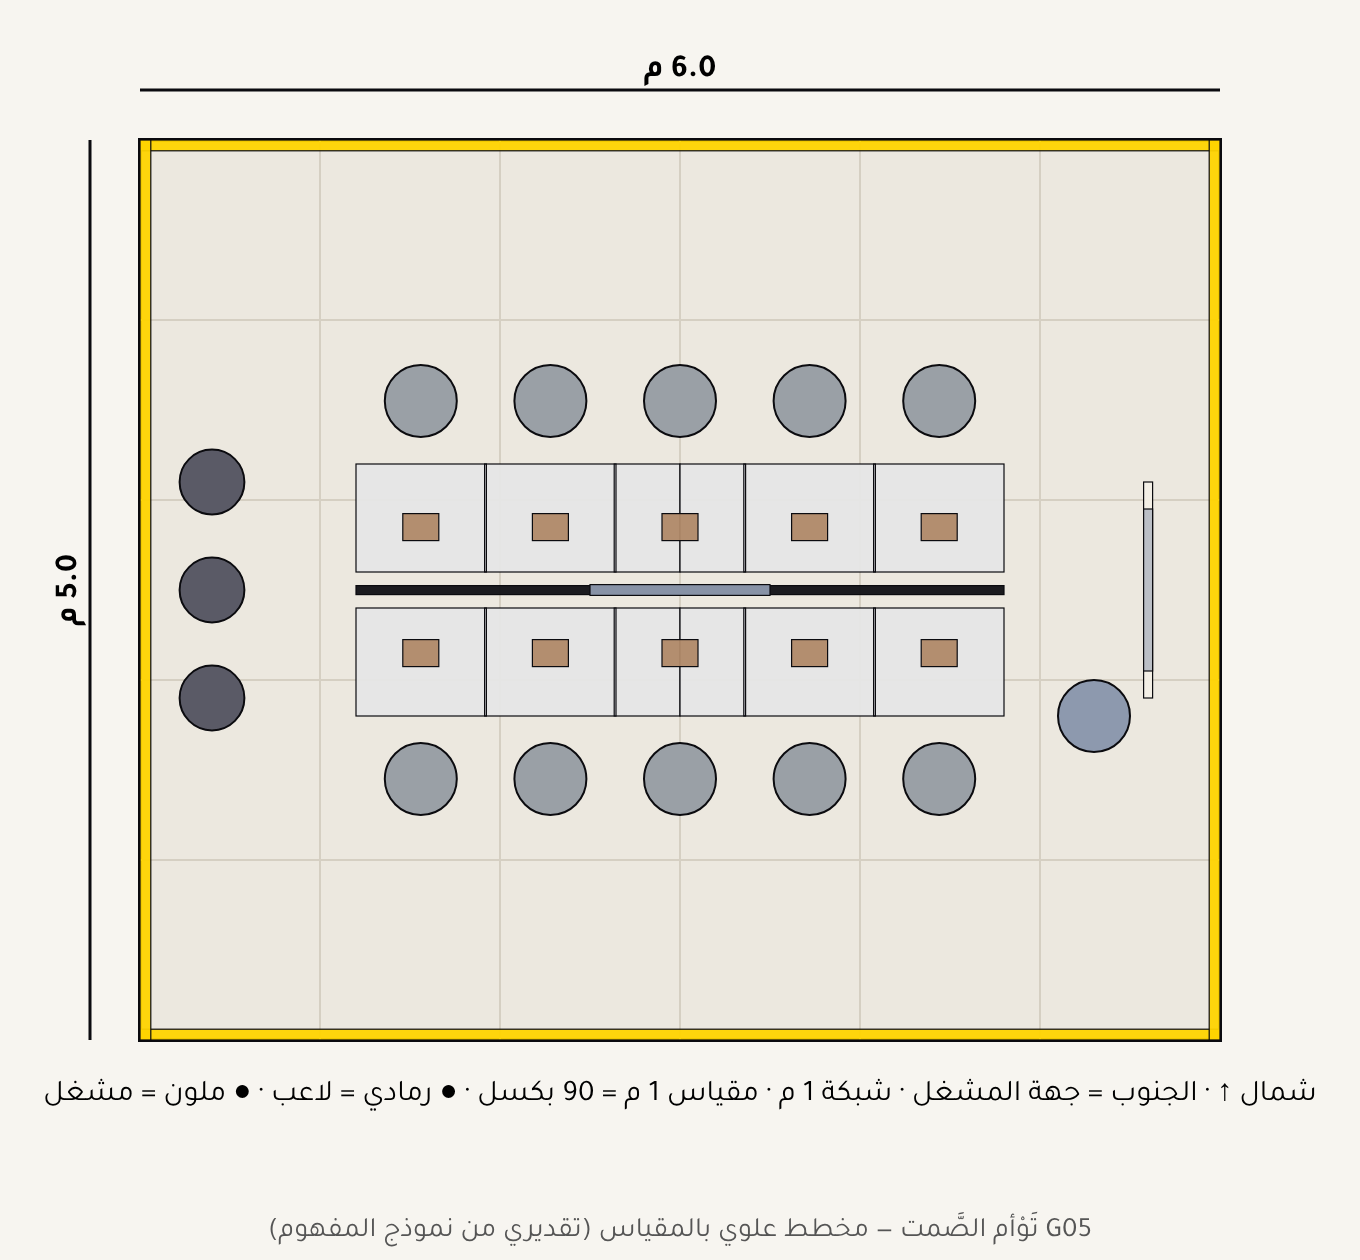 6.0 م
5.0 م
شمال ↑ · الجنوب = جهة المشغل · شبكة 1 م · مقياس 1 م = 90 بكسل · ● رمادي = لاعب · ● ملون = مشغل
G05 تَوْأم الصَّمت – مخطط علوي بالمقياس (تقديري من نموذج المفهوم)